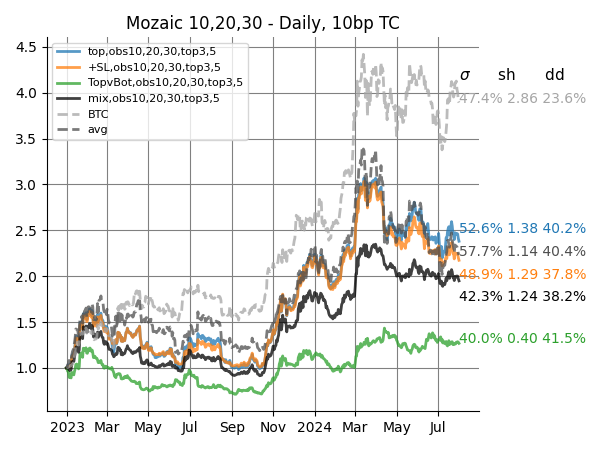 Mozaic 10,20,30 - Daily, 10bp TC
top,obs10,20,30,top3,5
+SL,obs10,20,30,top3,5
TopvBot,obs10,20,30,top3,5
mix,obs10,20,30,top3,5
BTC
avg
σ sh dd
47.4% 2.86 23.6%
52.6% 1.38 40.2%
57.7% 1.14 40.4%
48.9% 1.29 37.8%
42.3% 1.24 38.2%
40.0% 0.40 41.5%
4.5
4.0
3.5
3.0
2.5
2.0
1.5
1.0
2023 Mar May Jul Sep Nov 2024 Mar May Jul